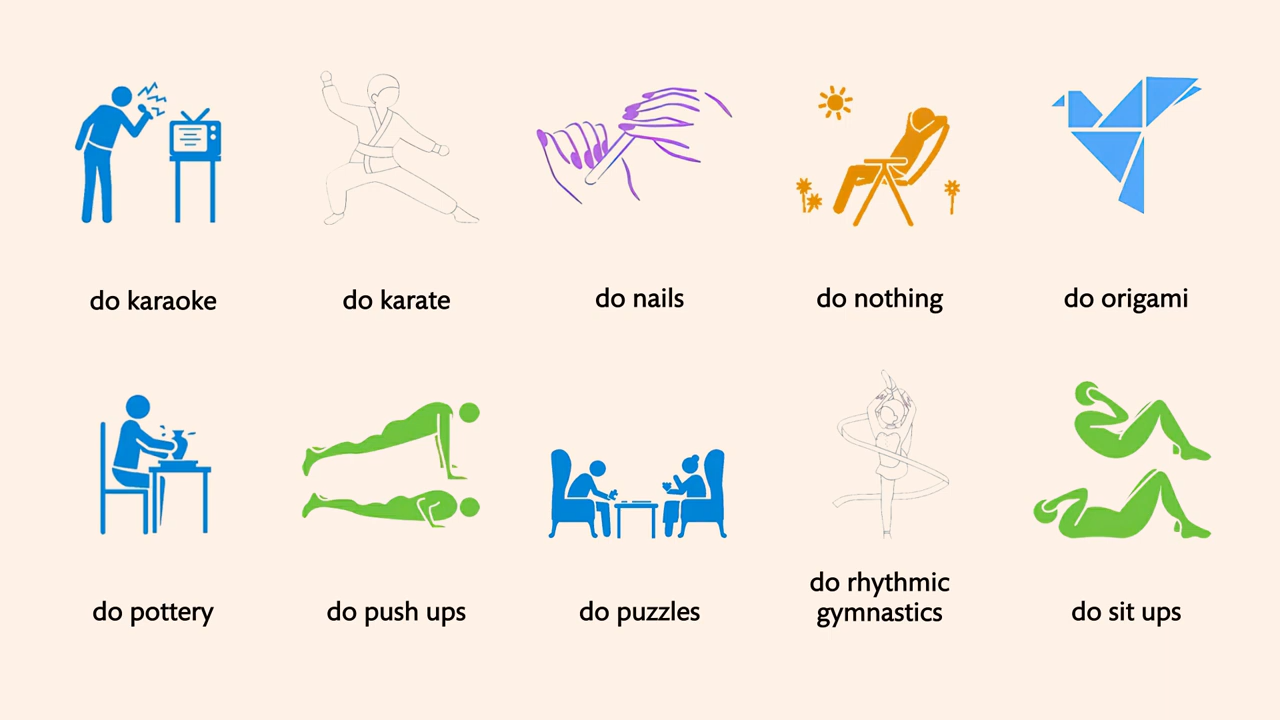 do karaoke
do karate
do nails
do nothing
do origami
do pottery
do push ups
do puzzles
do rhythmic
gymnastics
do sit ups